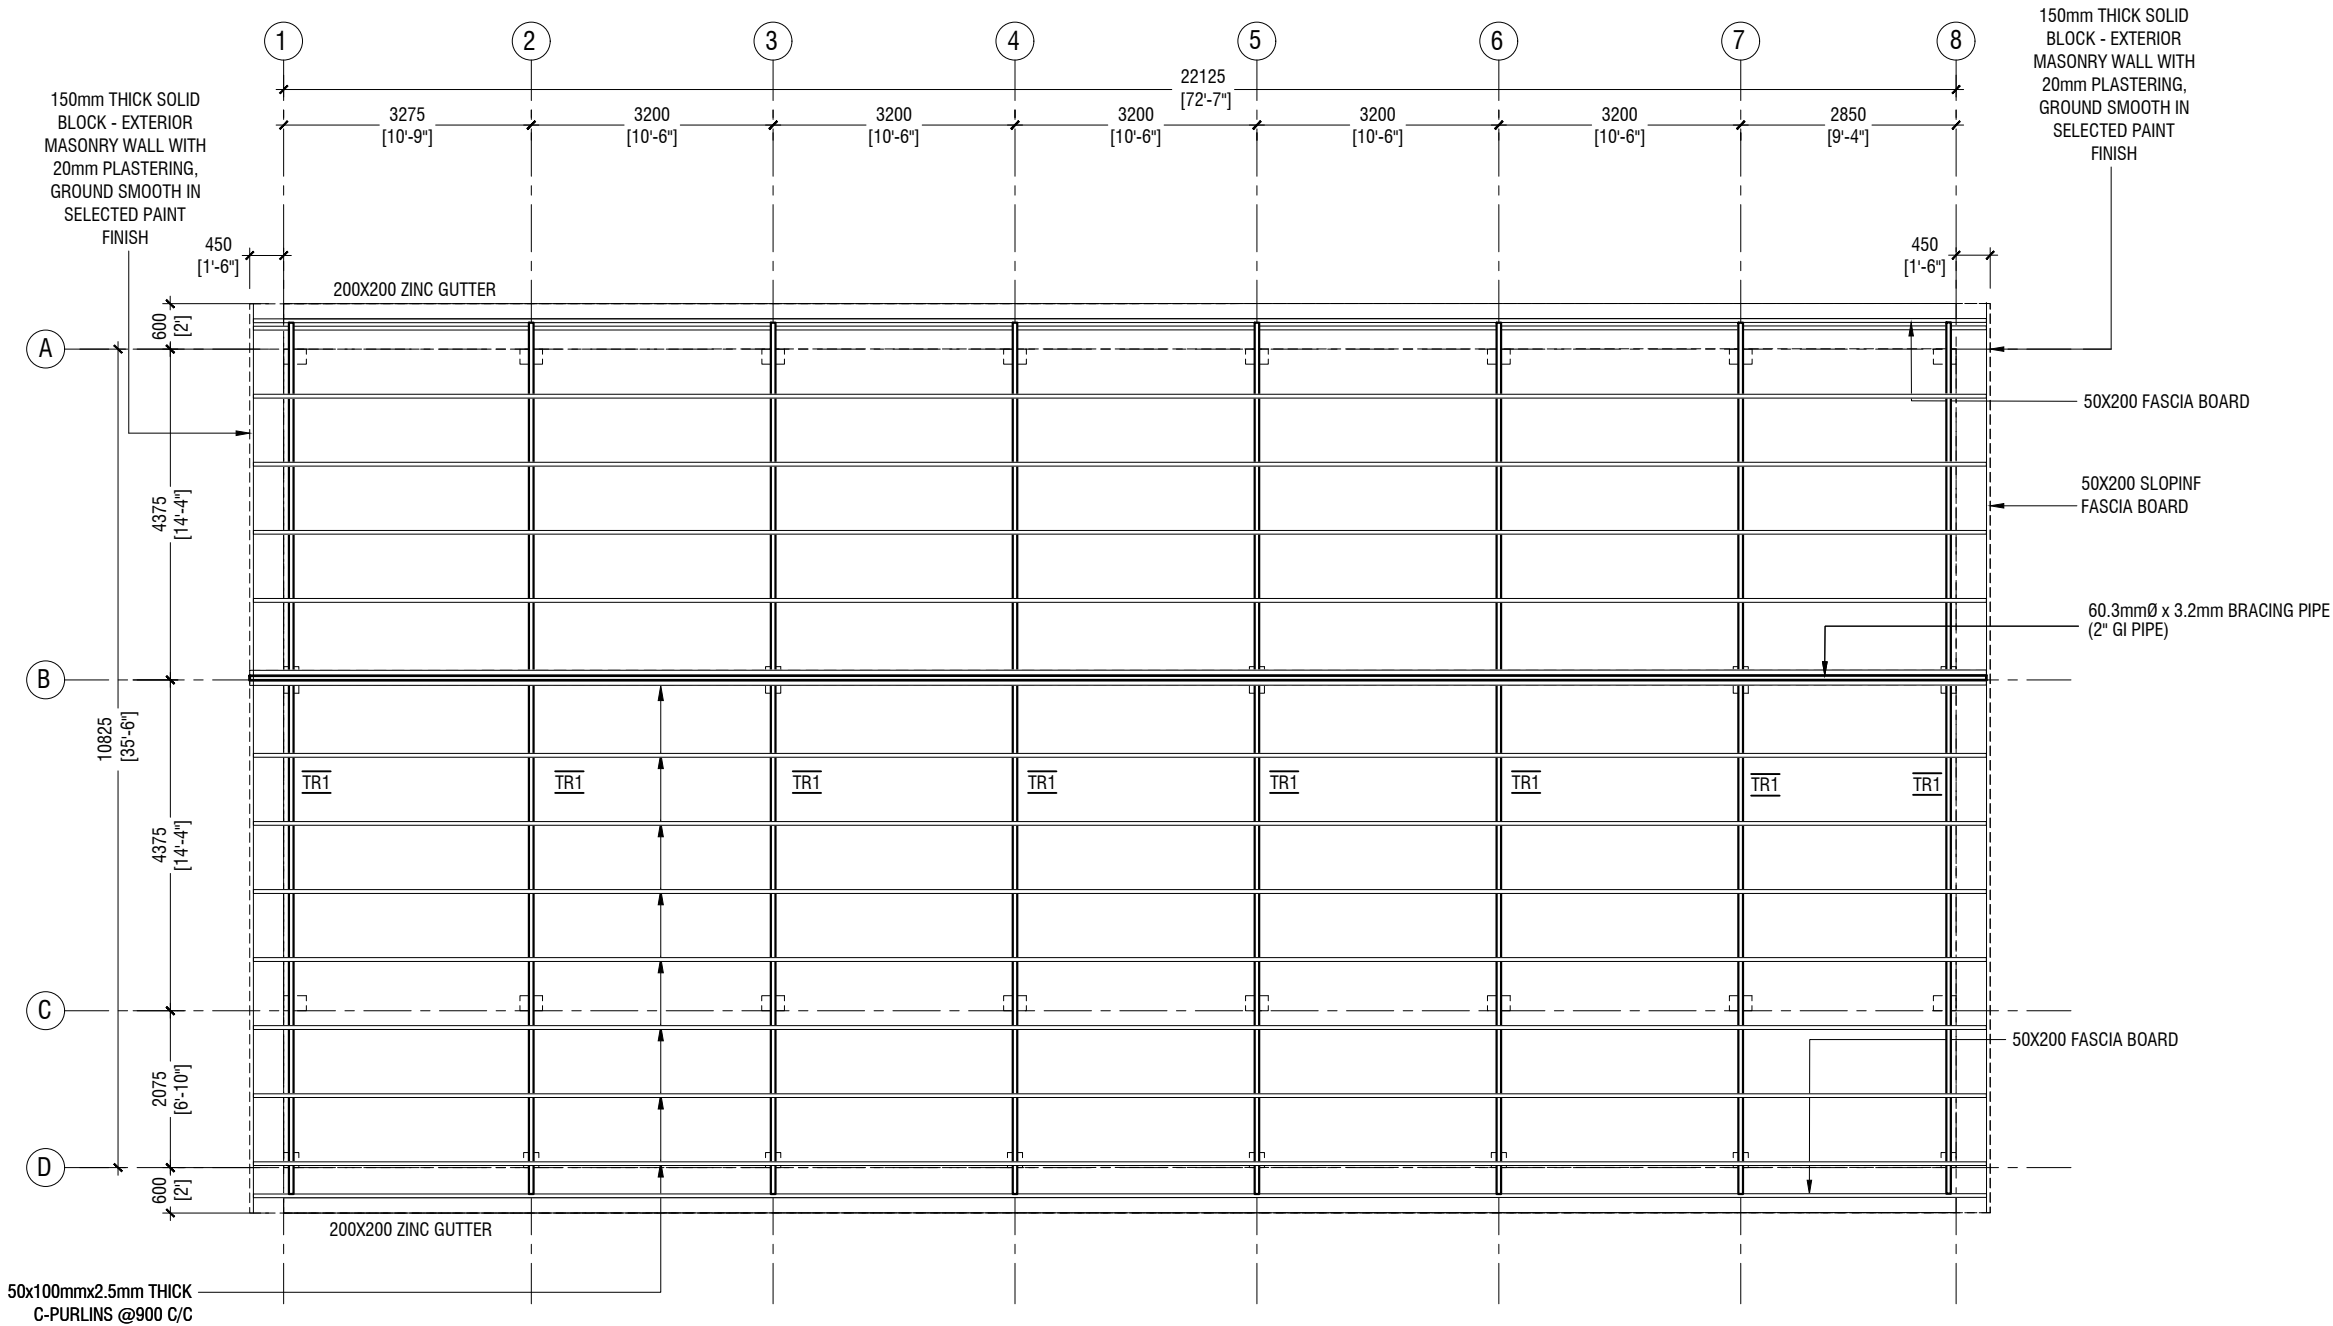 1
2
3
4
5
6
7
8
22125
[72'-7"]
3275
[10'-9"]
3200
[10'-6"]
3200
[10'-6"]
3200
[10'-6"]
3200
[10'-6"]
3200
[10'-6"]
2850
[9'-4"]
150mm THICK SOLID
BLOCK - EXTERIOR
MASONRY WALL WITH
20mm PLASTERING,
GROUND SMOOTH IN
SELECTED PAINT
FINISH
150mm THICK SOLID
BLOCK - EXTERIOR
MASONRY WALL WITH
20mm PLASTERING,
GROUND SMOOTH IN
SELECTED PAINT
FINISH
450
[1'-6"]
450
[1'-6"]
200X200 ZINC GUTTER
600
[2']
A
50X200 FASCIA BOARD
4375
[14'-4"]
50X200 SLOPINF
FASCIA BOARD
60.3mmØ x 3.2mm BRACING PIPE
(2" GI PIPE)
B
10825
[35'-6"]
TR1
TR1
TR1
TR1
TR1
TR1
TR1
TR1
4375
[14'-4"]
C
50X200 FASCIA BOARD
2075
[6'-10"]
D
600
[2']
200X200 ZINC GUTTER
50x100mmx2.5mm THICK
C-PURLINS @900 C/C